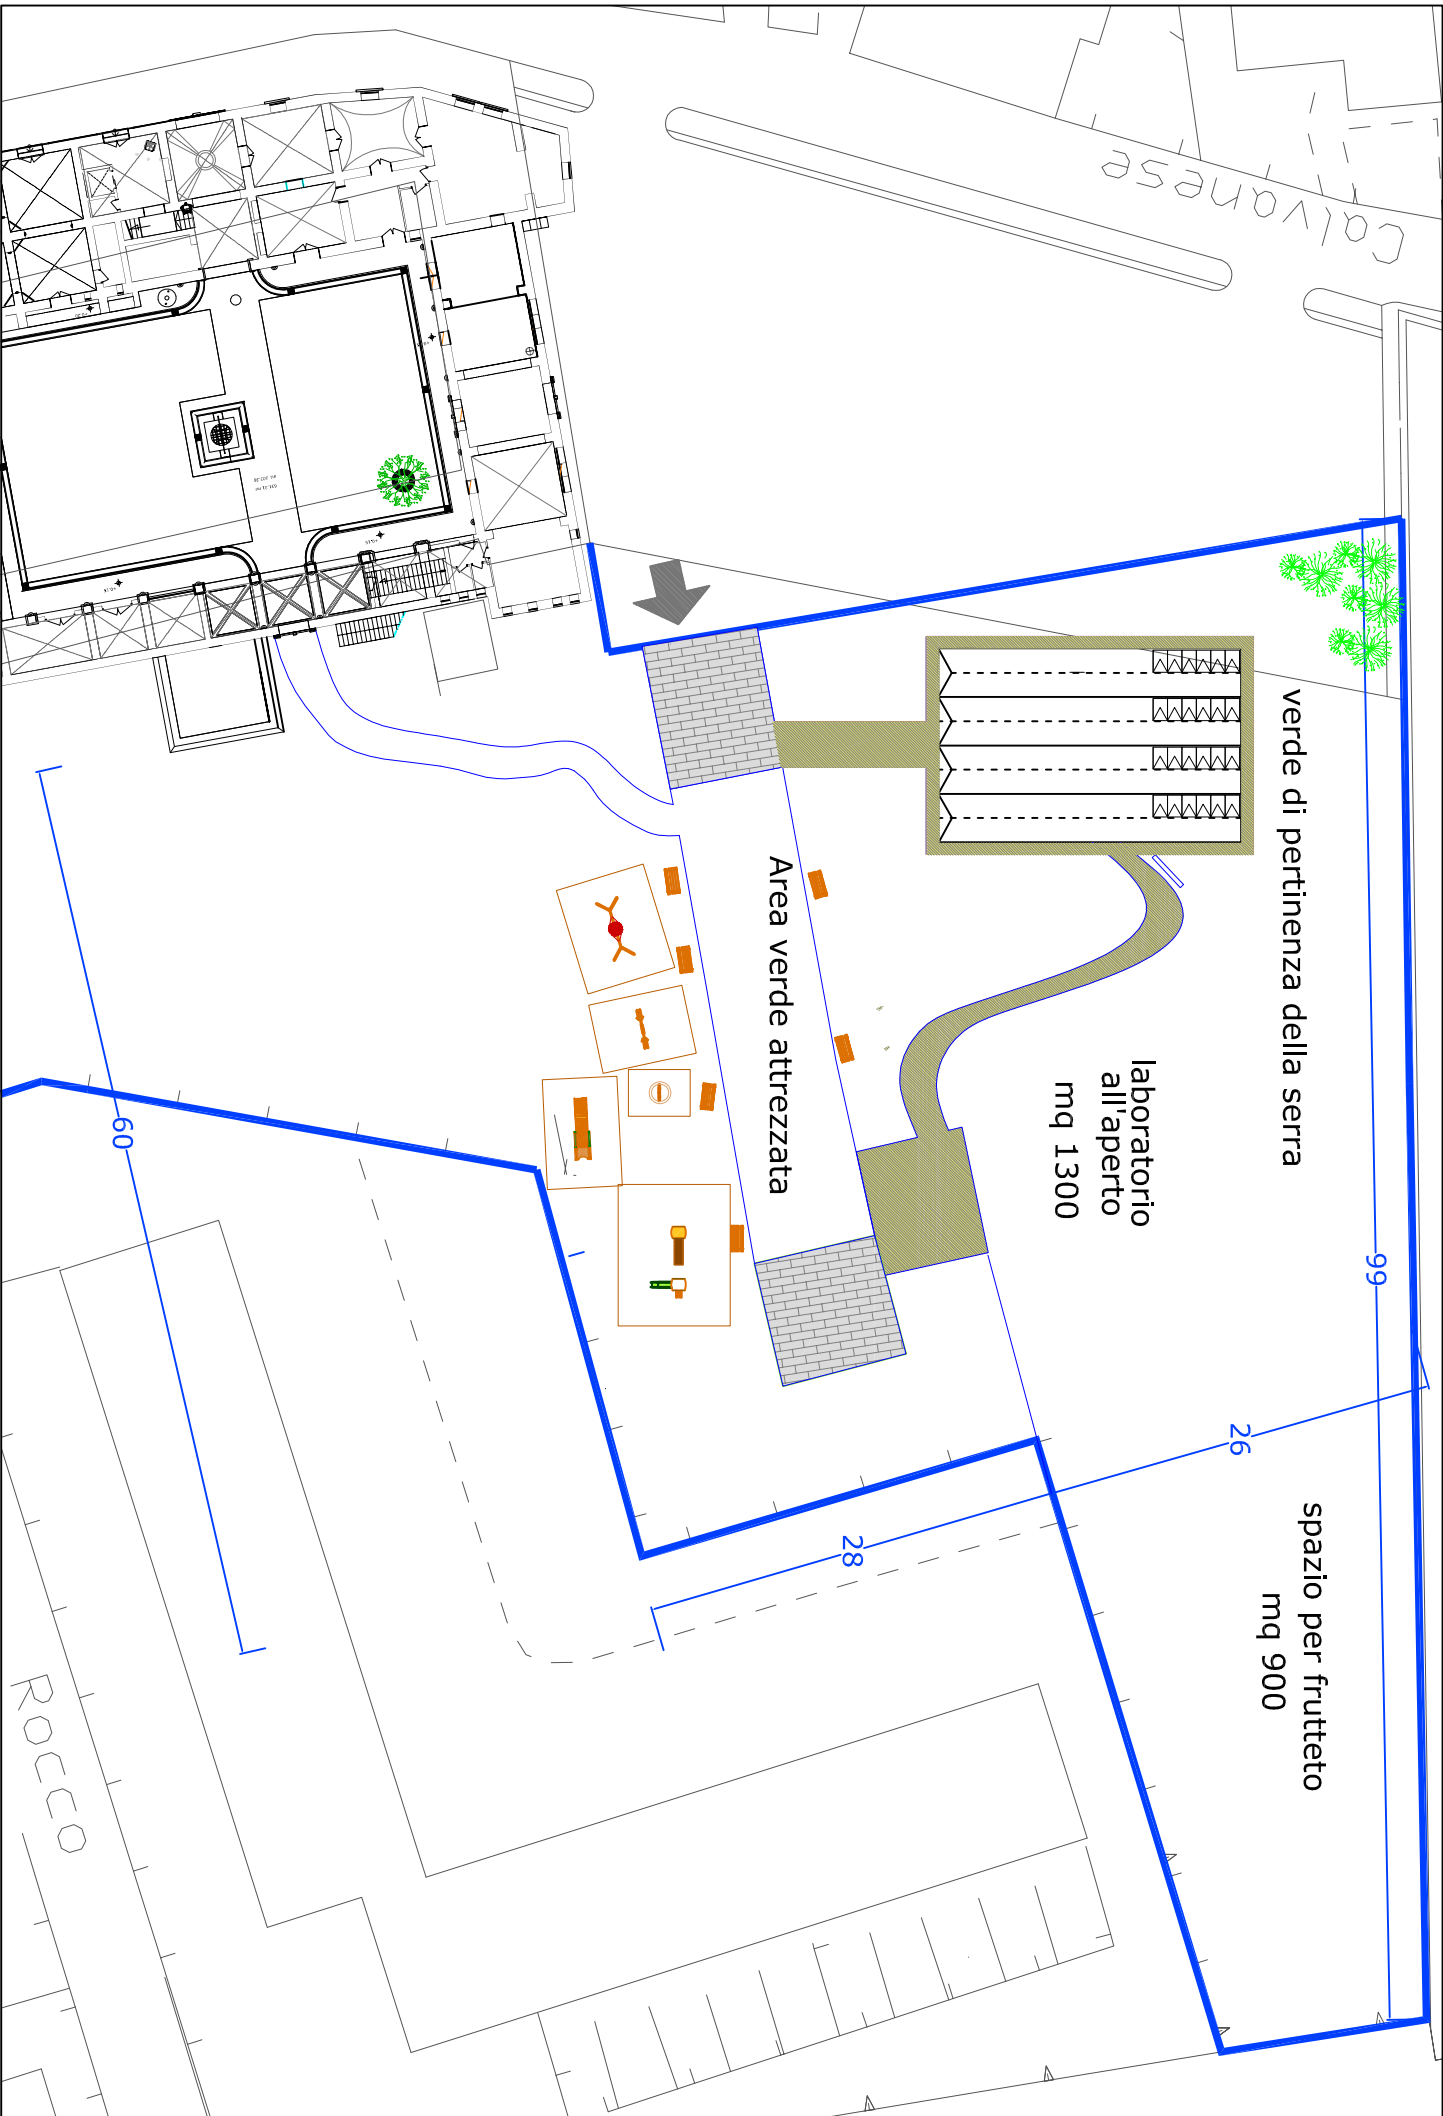 Calvonese
verde di pertinenza della serra
99
laboratorio
all'aperto
mq 1300
26
spazio per frutteto
mq 900
Area verde attrezzata
28
60
Rocco